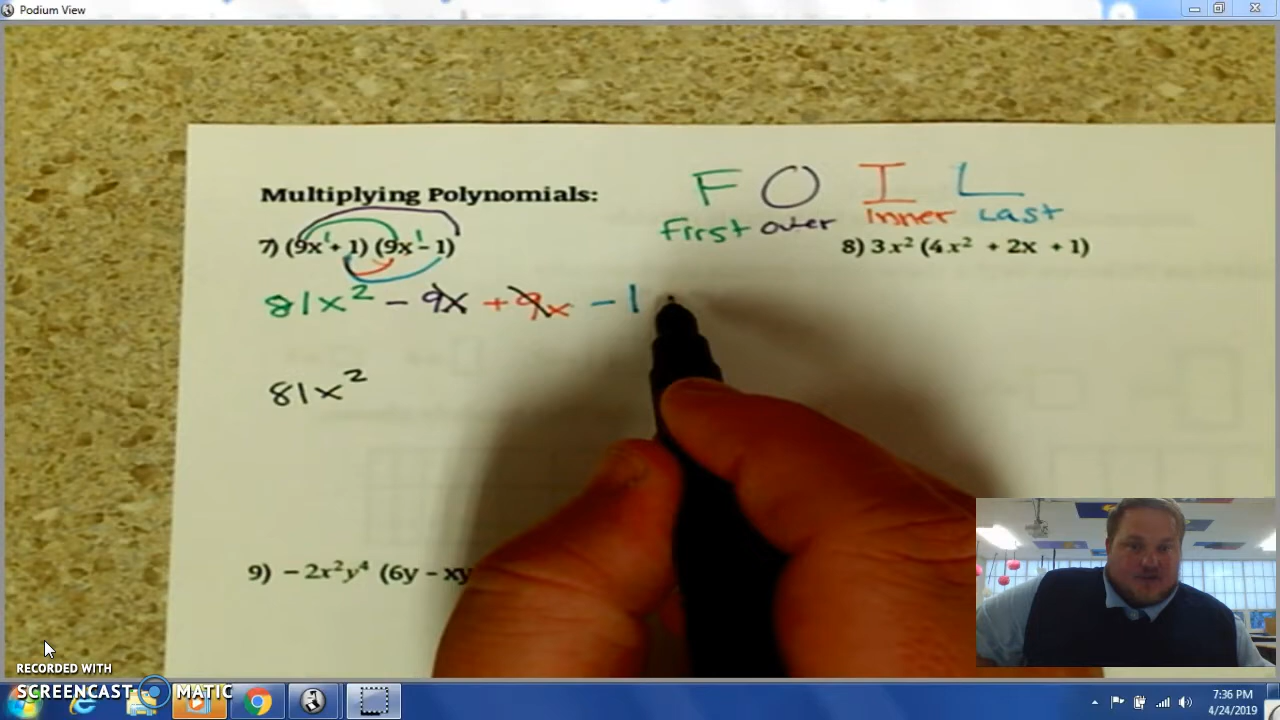 Podium View
Multiplying Polynomials:
F O I L
First outer Inner Last
7) (9x¹ + 1) (9x¹ - 1)
8) 3x² (4x² + 2x + 1)
81x² - 9x + 9x - 1
81x²
9) - 2x²y⁴ (6y - xy
RECORDED WITH
SCREENCAST MATIC
7:36 PM
4/24/2019